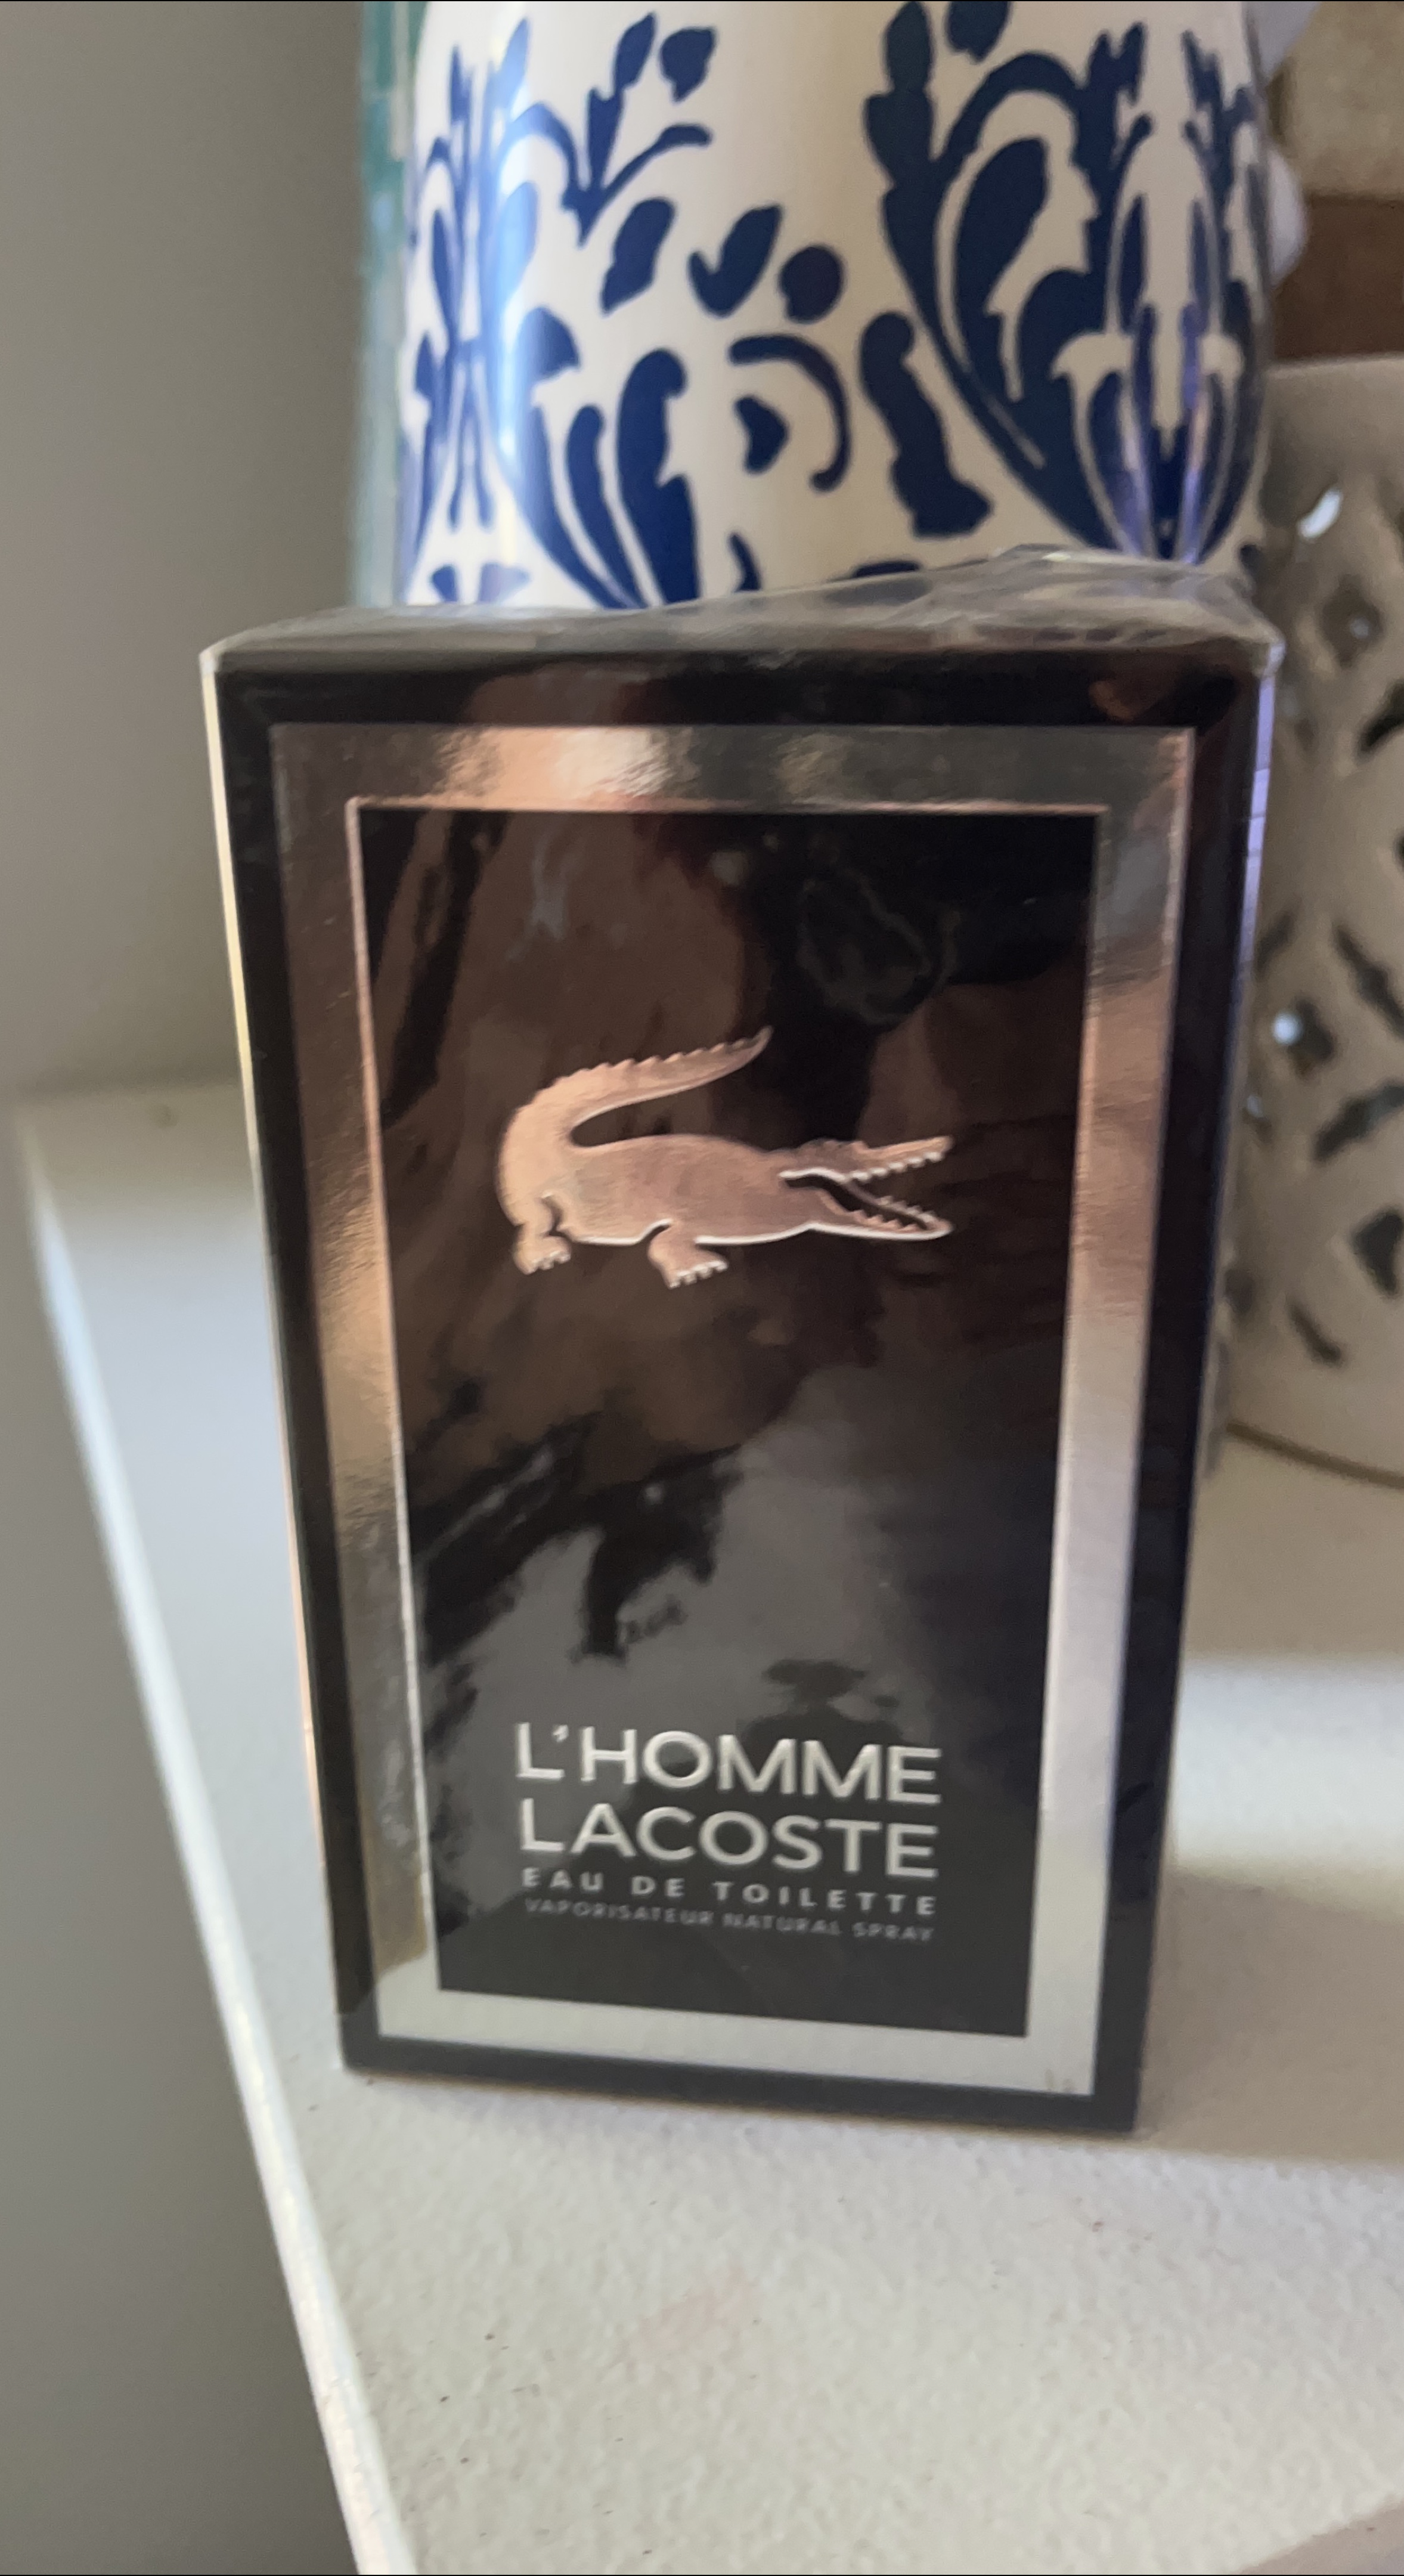 L'HOMME
LACOSTE
EAU DE TOILETTE
VAPORISATEUR NATURAL SPRAY